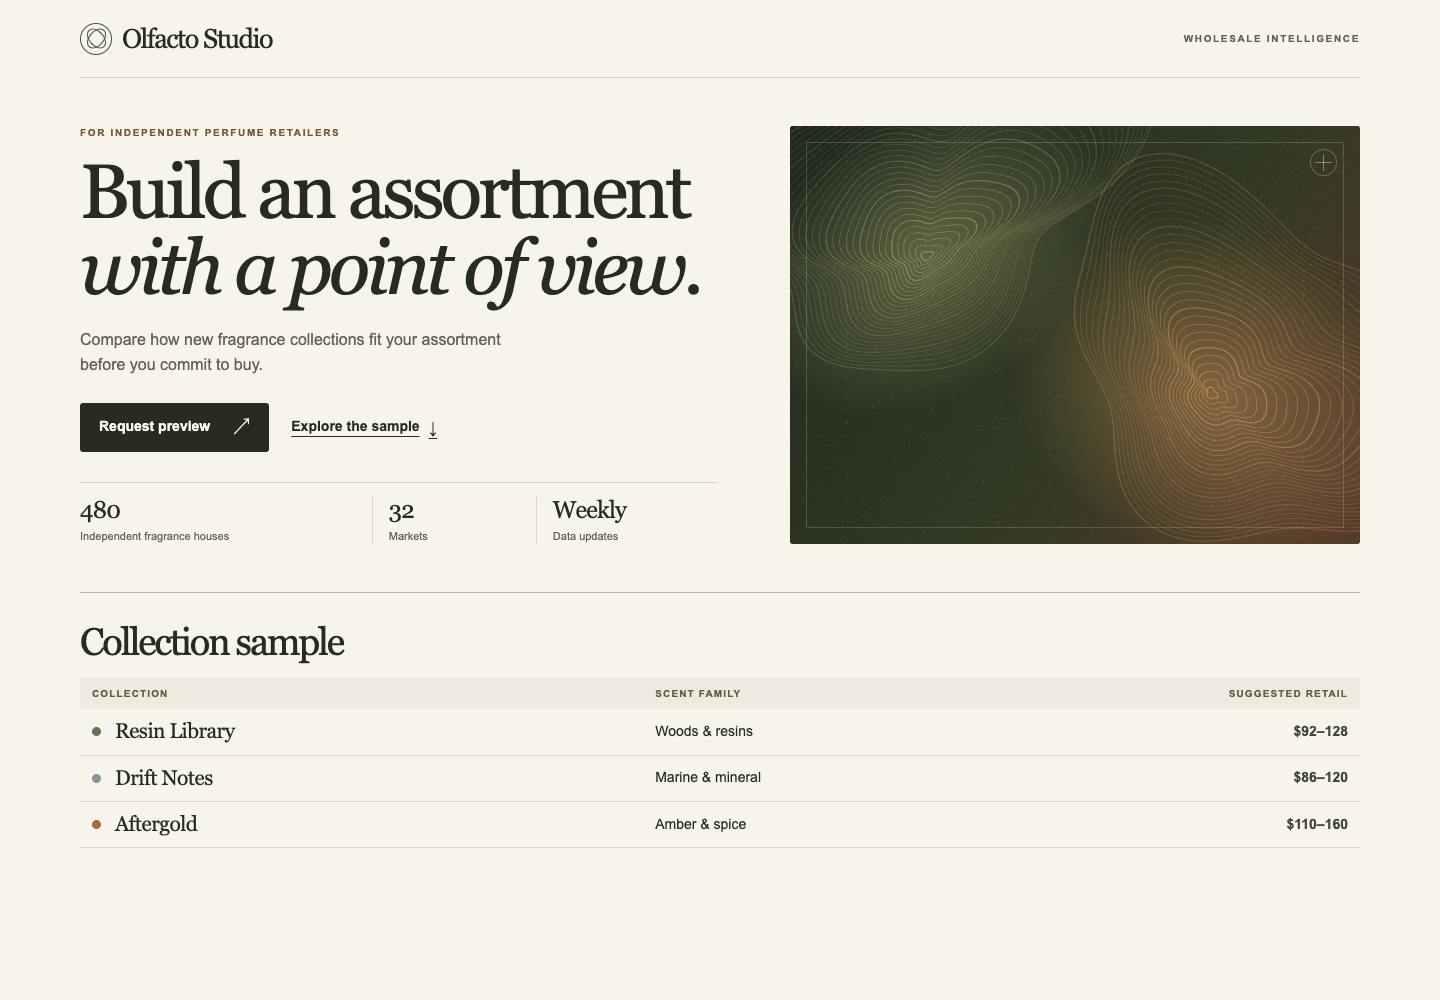 Olfacto Studio
WHOLESALE INTELLIGENCE
FOR INDEPENDENT PERFUME RETAILERS
Build an assortment
with a point of view.
Compare how new fragrance collections fit your assortment
before you commit to buy.
Request preview ↗
Explore the sample ↓
480
Independent fragrance houses
32
Markets
Weekly
Data updates
Collection sample
COLLECTION SCENT FAMILY SUGGESTED RETAIL
Resin Library Woods & resins $92–128
Drift Notes Marine & mineral $86–120
Aftergold Amber & spice $110–160